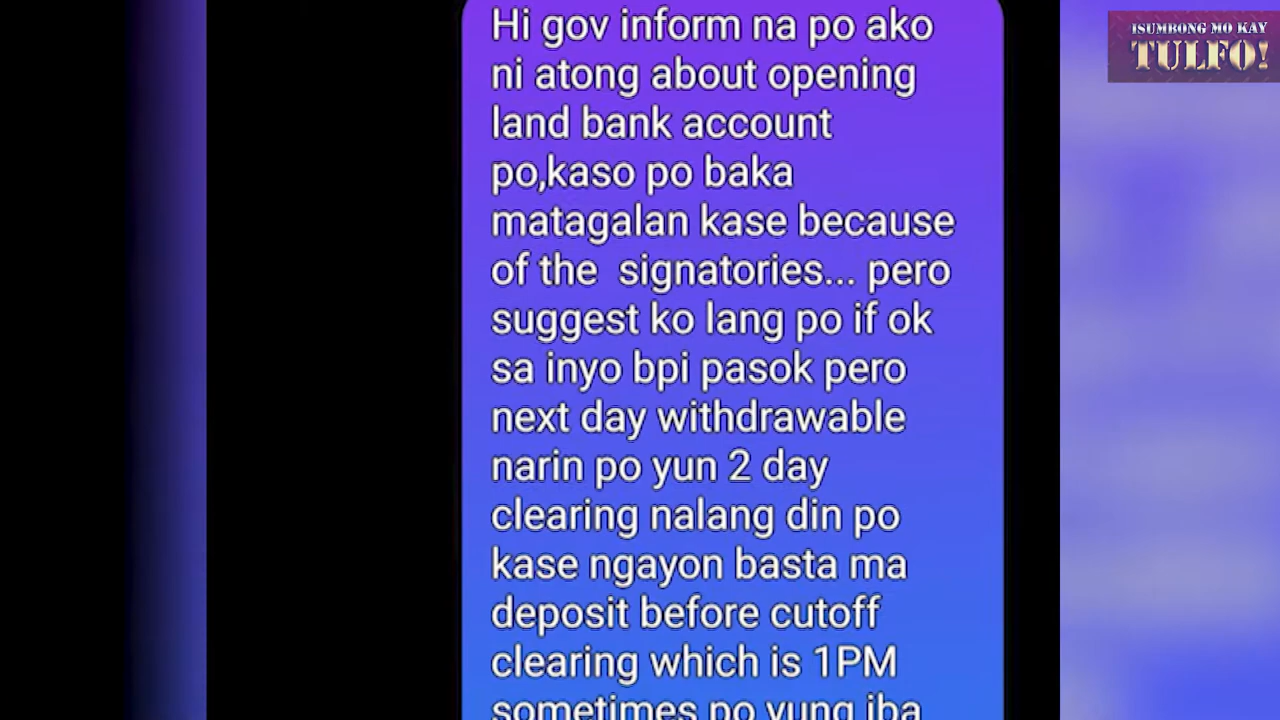 ISUMBONG MO KAY
TULFO!
Hi gov inform na po ako
ni atong about opening
land bank account
po,kaso po baka
matagalan kase because
of the signatories... pero
suggest ko lang po if ok
sa inyo bpi pasok pero
next day withdrawable
narin po yun 2 day
clearing nalang din po
kase ngayon basta ma
deposit before cutoff
clearing which is 1PM
sometimes po yung iba